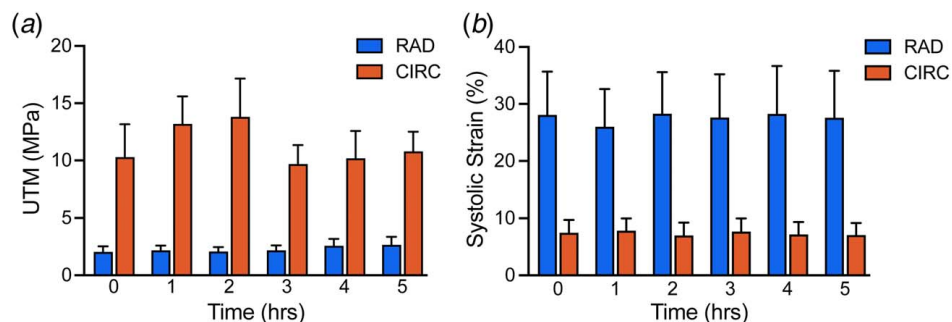 (a)
20
15
10
5
0
UTM (MPa)
RAD
CIRC
0 1 2 3 4 5
Time (hrs)
(b)
40
30
20
10
0
Systolic Strain (%)
RAD
CIRC
0 1 2 3 4 5
Time (hrs)